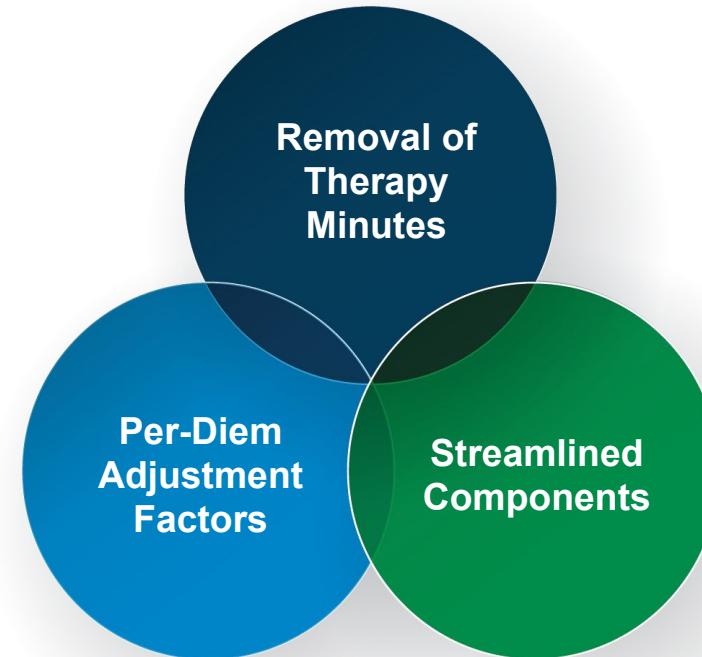 Removal of
Therapy
Minutes
Per-Diem
Adjustment
Factors
Streamlined
Components